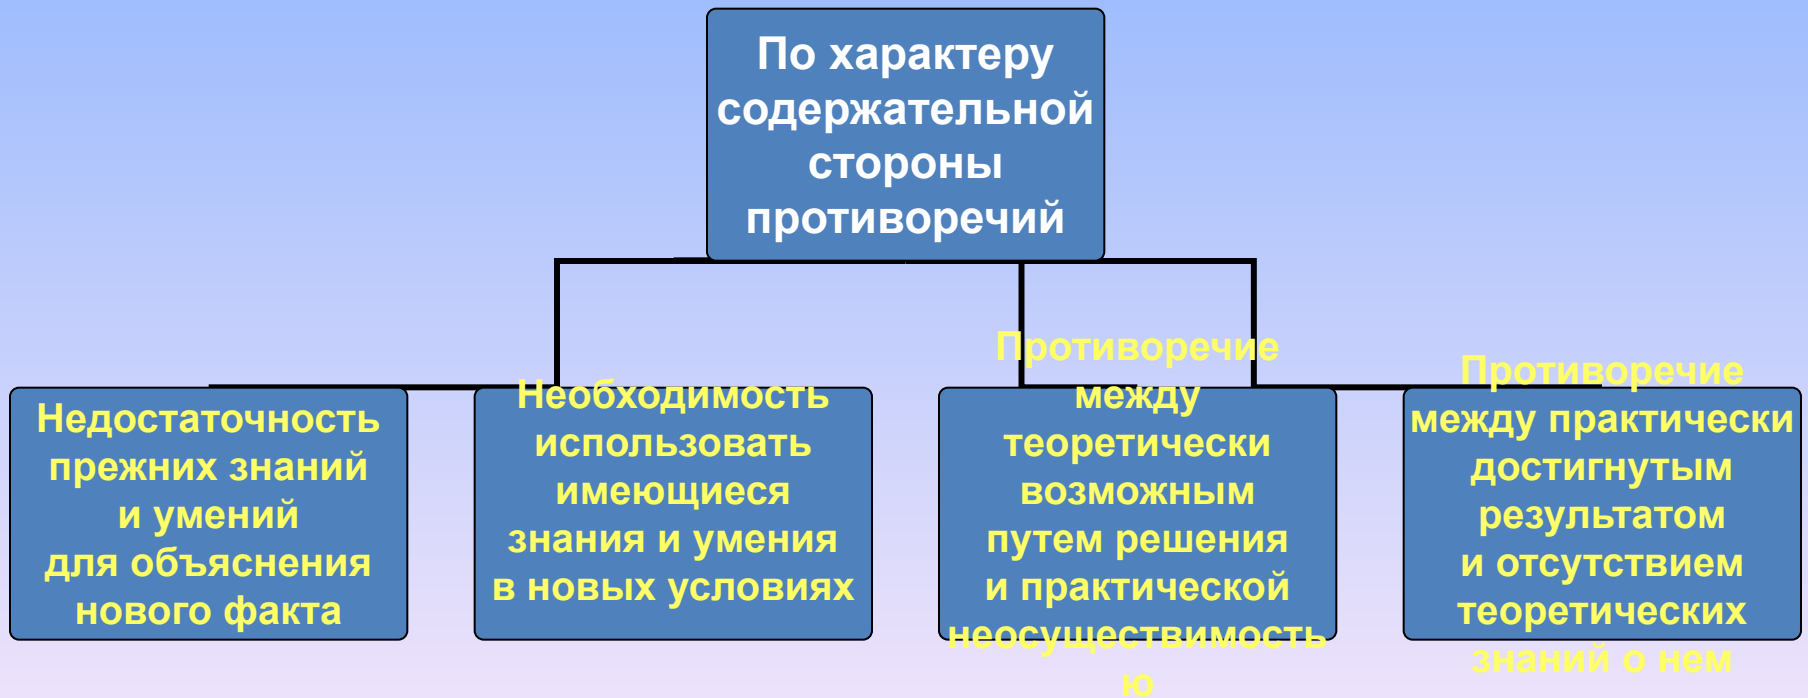 По характеру
содержательной
стороны
противоречий
Недостаточность
прежних знаний
и умений
для объяснения
нового факта
Необходимость
использовать
имеющиеся
знания и умения
в новых условиях
Противоречие
между
теоретически
возможным
путем решения
и практической
неосуществимость
ю
Противоречие
между практически
достигнутым
результатом
и отсутствием
теоретических
знаний о нем